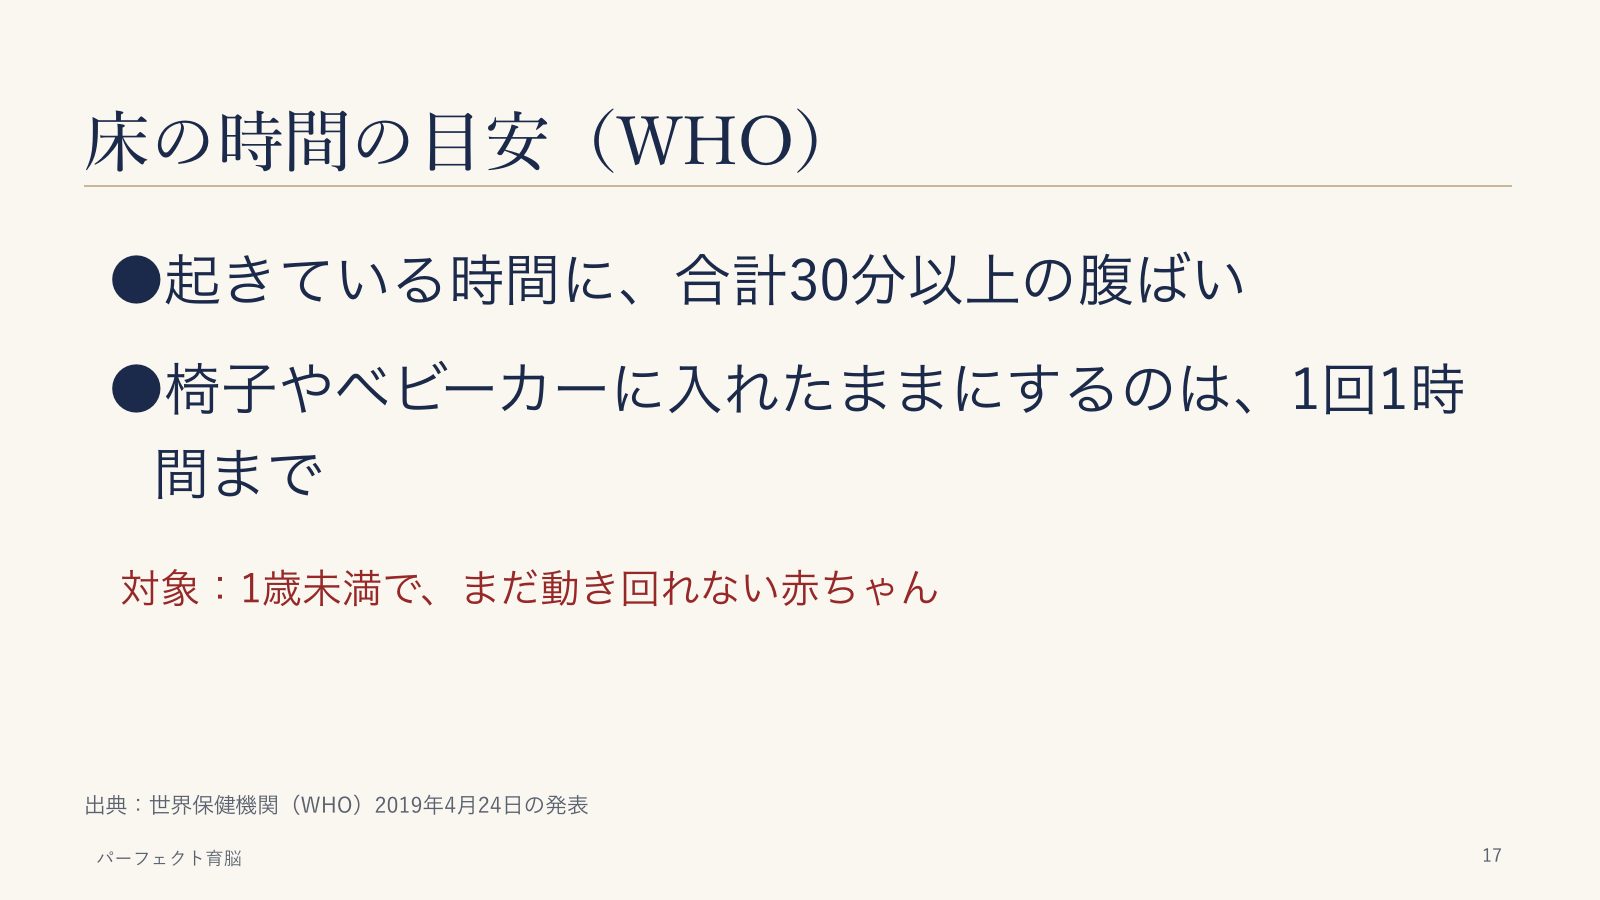 床の時間の目安（WHO）
●起きている時間に、合計30分以上の腹ばい
●椅子やベビーカーに入れたままにするのは、1回1時
間まで
対象：1歳未満で、まだ動き回れない赤ちゃん
出典：世界保健機関（WHO）2019年4月24日の発表
パーフェクト育脳
17